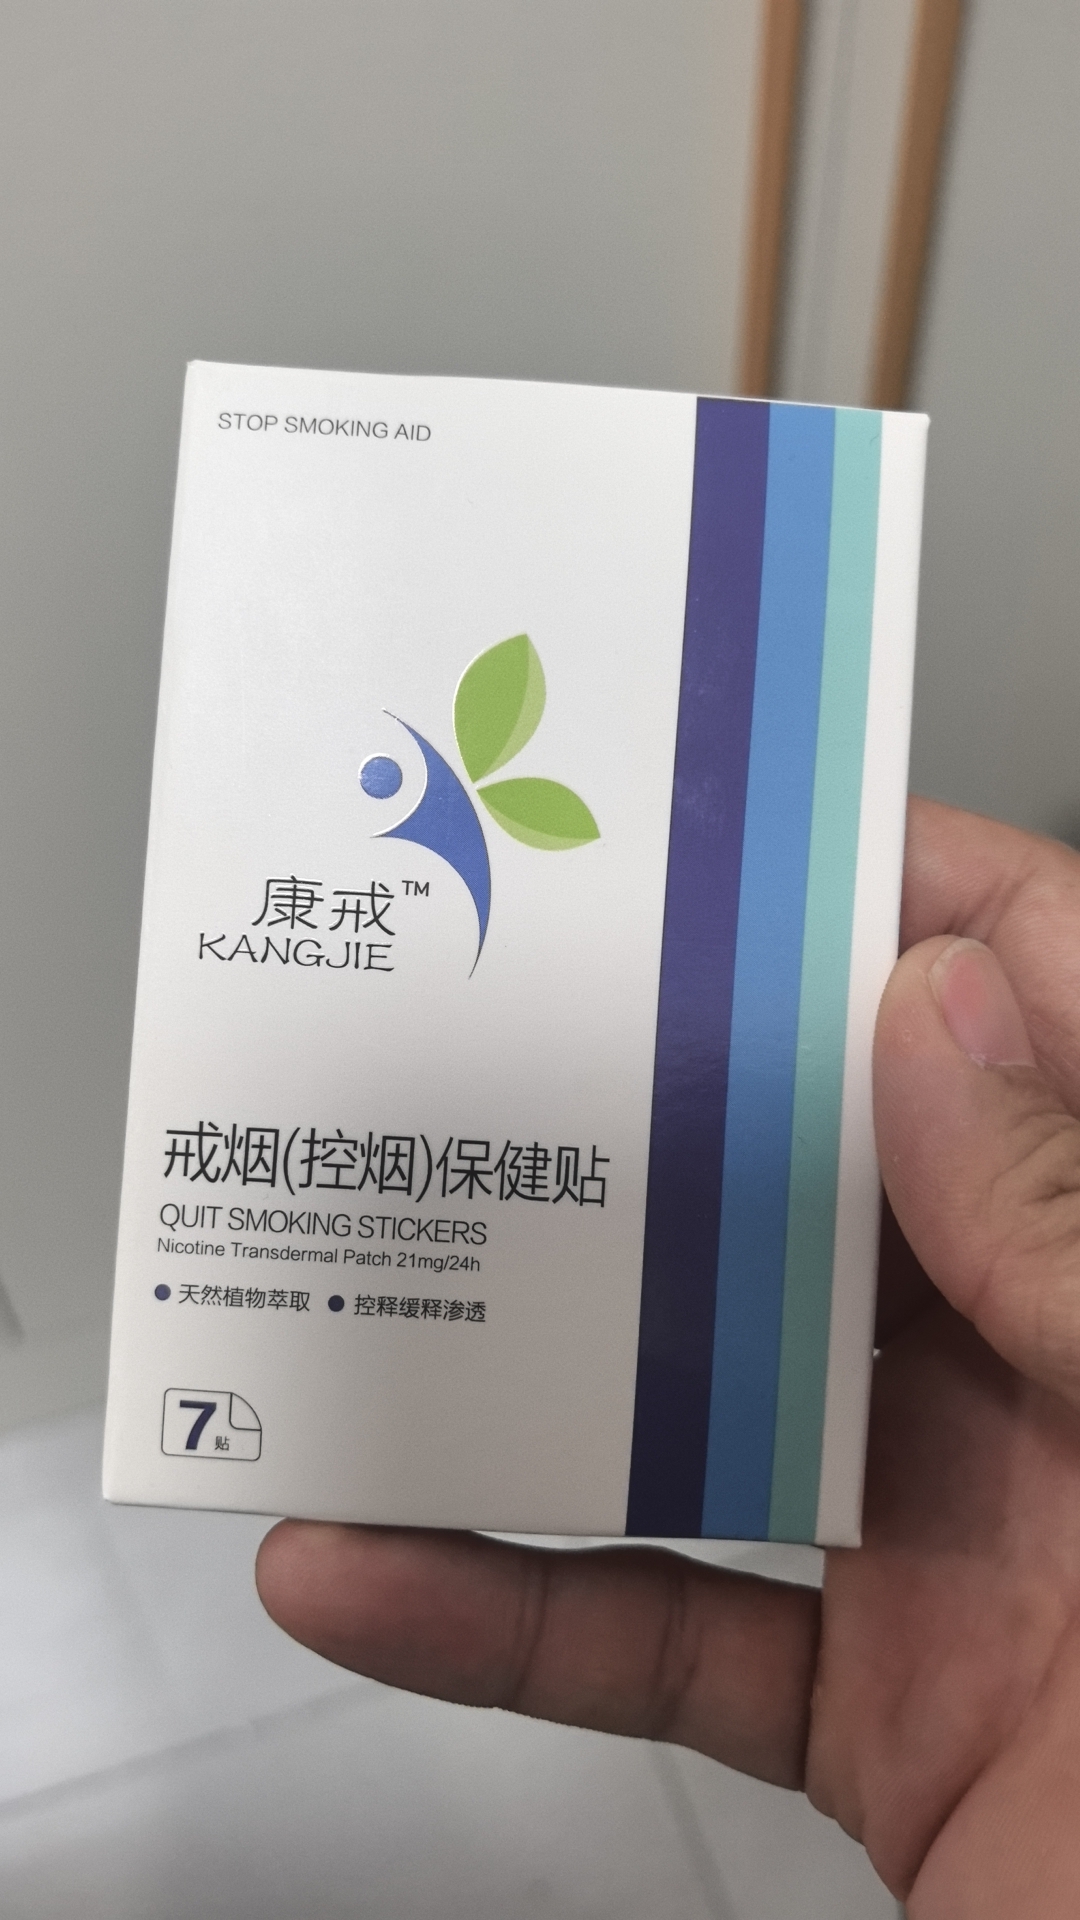 STOP SMOKING AID
康戒™
KANGJIE
戒烟(控烟)保健贴
QUIT SMOKING STICKERS
Nicotine Transdermal Patch 21mg/24h
● 天然植物萃取 ● 控释缓释渗透
7贴